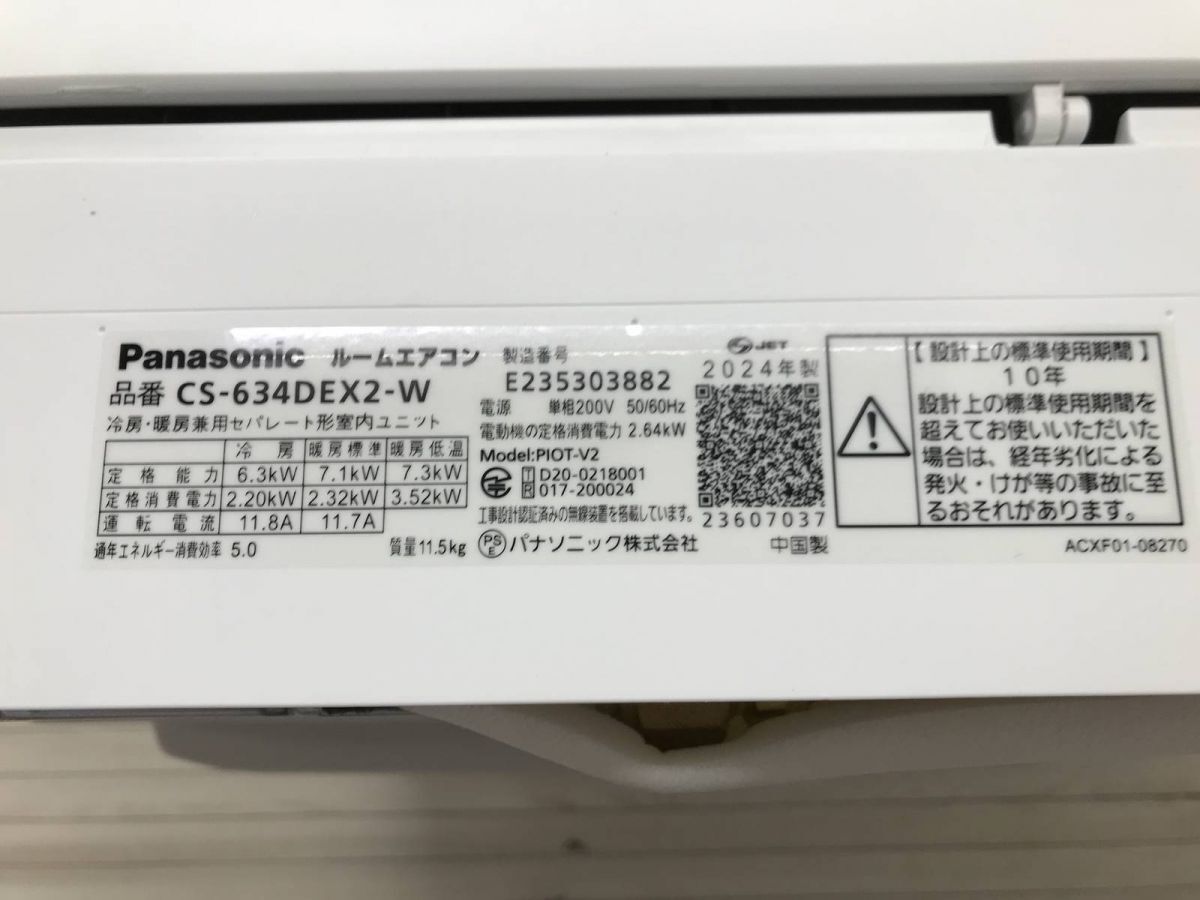 Panasonic ルームエアコン
品番 CS-634DEX2-W
冷房・暖房兼用セパレート形室内ユニット
冷房 暖房標準 暖房低温
定格能力 6.3kW 7.1kW 7.3kW
定格消費電力 2.20kW 2.32kW 3.52kW
運転電流 11.8A 11.7A
通年エネルギー消費効率 5.0 質量11.5kg
製造番号
E235303882
電源 単相200V 50/60Hz
電動機の定格消費電力 2.64kW
Model:PIOT-V2
T D20-0218001
R 017-200024
工事設計認証済みの無線装置を搭載しています。
PSE パナソニック株式会社
JET
2024年製
23607037
中国製
【設計上の標準使用期間】
10年
設計上の標準使用期間を
超えてお使いいただいた
場合は、経年劣化による
発火・けが等の事故に至
るおそれがあります。
ACXF01-08270